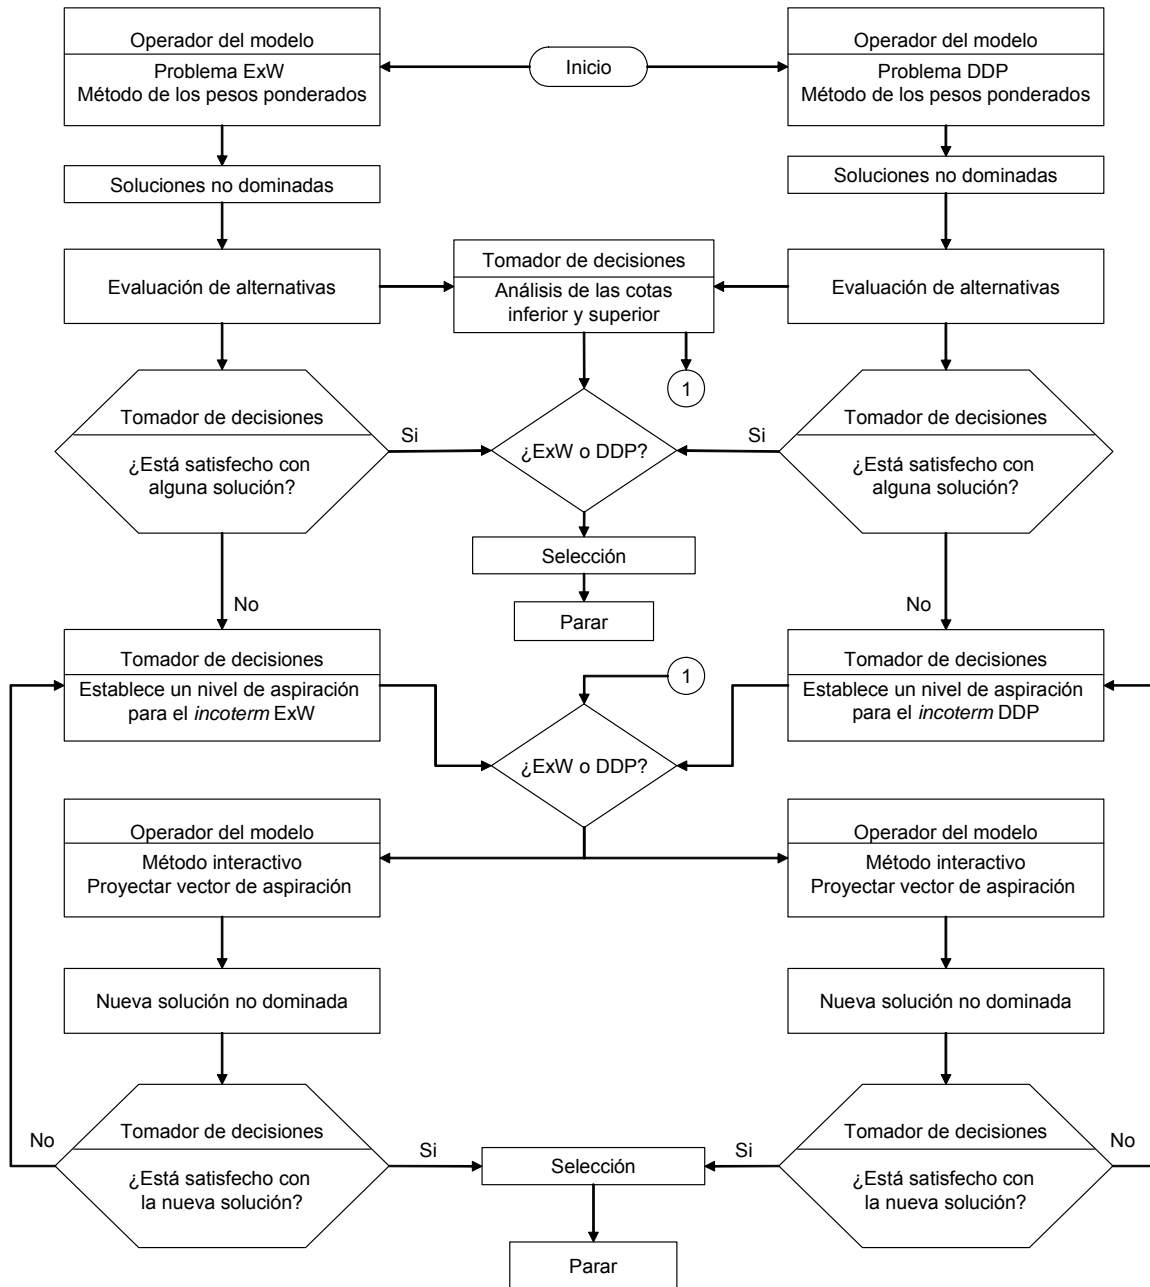 Operador del modelo
Problema ExW
Método de los pesos ponderados
Inicio
Operador del modelo
Problema DDP
Método de los pesos ponderados
Soluciones no dominadas
Soluciones no dominadas
Evaluación de alternativas
Tomador de decisiones
Análisis de las cotas
inferior y superior
Evaluación de alternativas
1
Tomador de decisiones
¿Está satisfecho con
alguna solución?
Si
¿ExW o DDP?
Si
Tomador de decisiones
¿Está satisfecho con
alguna solución?
Selección
No
No
Parar
Tomador de decisiones
Establece un nivel de aspiración
para el incoterm ExW
1
Tomador de decisiones
Establece un nivel de aspiración
para el incoterm DDP
¿ExW o DDP?
Operador del modelo
Método interactivo
Proyectar vector de aspiración
Operador del modelo
Método interactivo
Proyectar vector de aspiración
Nueva solución no dominada
Nueva solución no dominada
No
Tomador de decisiones
¿Está satisfecho con
la nueva solución?
Si
Selección
Si
Tomador de decisiones
¿Está satisfecho con
la nueva solución?
No
Parar